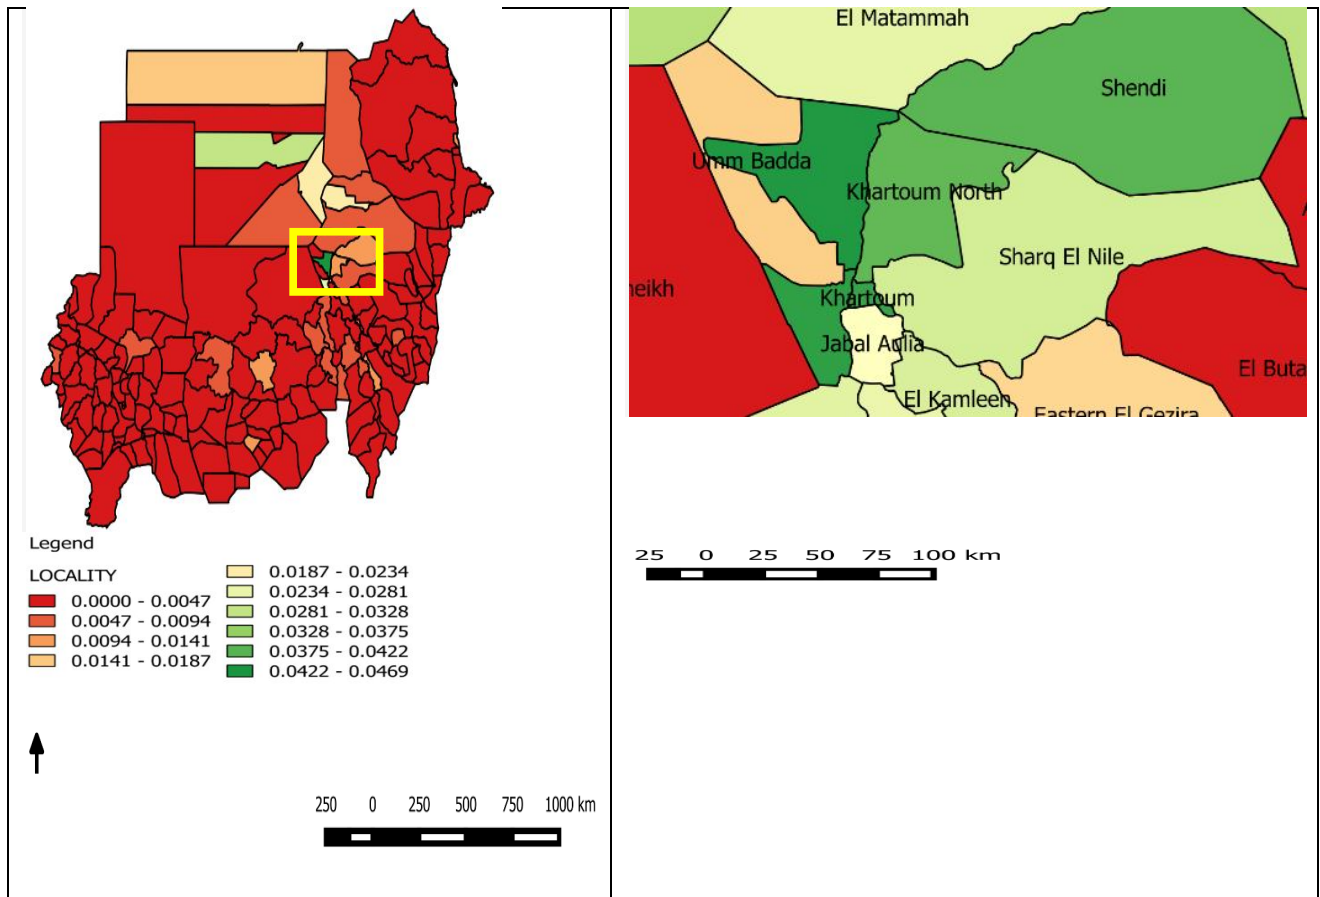 Legend
LOCALITY
0.0000 - 0.0047
0.0047 - 0.0094
0.0094 - 0.0141
0.0141 - 0.0187
0.0187 - 0.0234
0.0234 - 0.0281
0.0281 - 0.0328
0.0328 - 0.0375
0.0375 - 0.0422
0.0422 - 0.0469
250 0 250 500 750 1000 km
El Matammah
Shendi
Umm Badda
Khartoum North
Sharq El Nile
heikh
Khartoum
Jabal Aulia
El Buta
El Kamleen
Eastern El Gezira
25 0 25 50 75 100 km